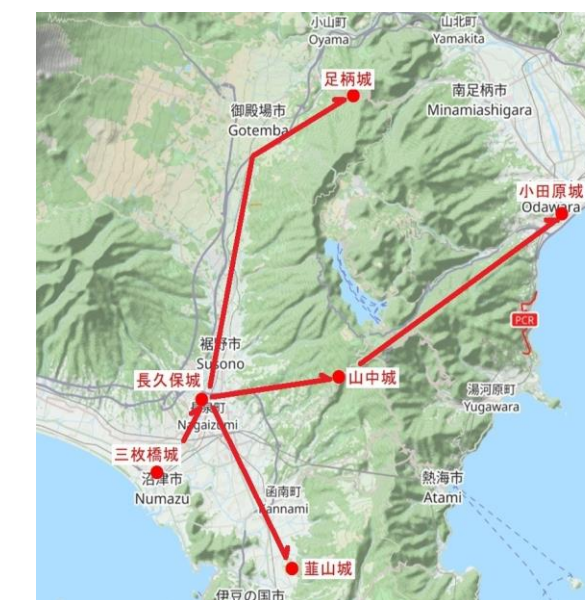 小山町
Oyama
山北町
Yamakita
足柄城
御殿場市
Gotemba
南足柄市
Minamiashigara
小田原城
Odawara
PCR
裾野市
Susono
長久保城
山中城
湯河原町
Yugawara
Nagaizumi
三枚橋城
沼津市
Numazu
函南町
Kannami
熱海市
Atami
韮山城
伊豆の国市